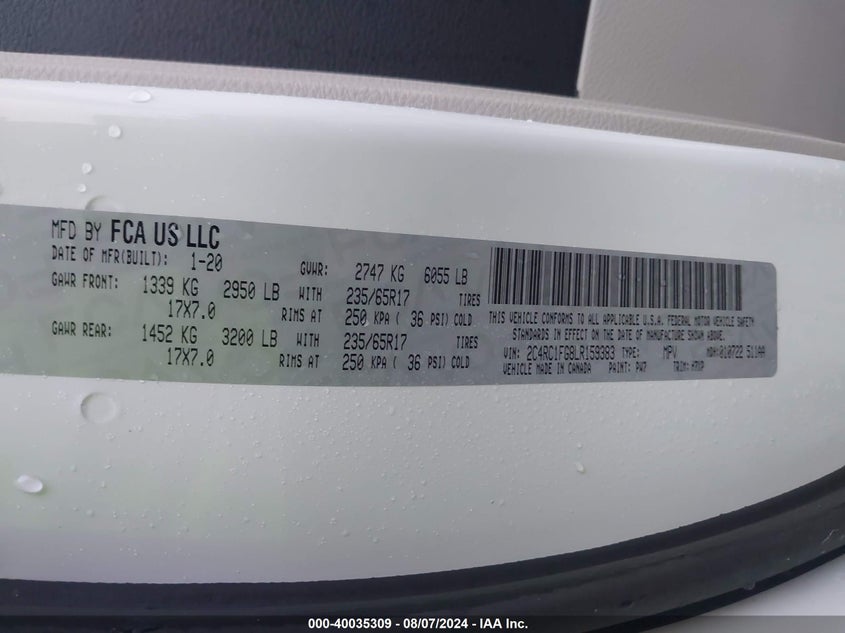 MFD BY FCA US LLC
DATE OF MFR(BUILT): 1-20 GVWR: 2747 KG 6055 LB
GAWR FRONT: 1339 KG 2950 LB WITH 235/65R17 TIRES
17X7.0 RIMS AT 250 KPA ( 36 PSI) COLD
GAWR REAR: 1452 KG 3200 LB WITH 235/65R17 TIRES
17X7.0 RIMS AT 250 KPA ( 36 PSI) COLD
THIS VEHICLE CONFORMS TO ALL APPLICABLE U.S.A. FEDERAL MOTOR VEHICLE SAFETY
STANDARDS IN EFFECT ON THE DATE OF MANUFACTURE SHOWN ABOVE.
VIN: 2C4RC1FG8LR159383 TYPE: MPV MDH:010722 511AA
VEHICLE MADE IN CANADA PAINT: PW7 TRIM:
000-40035309 - 08/07/2024 - IAA Inc.